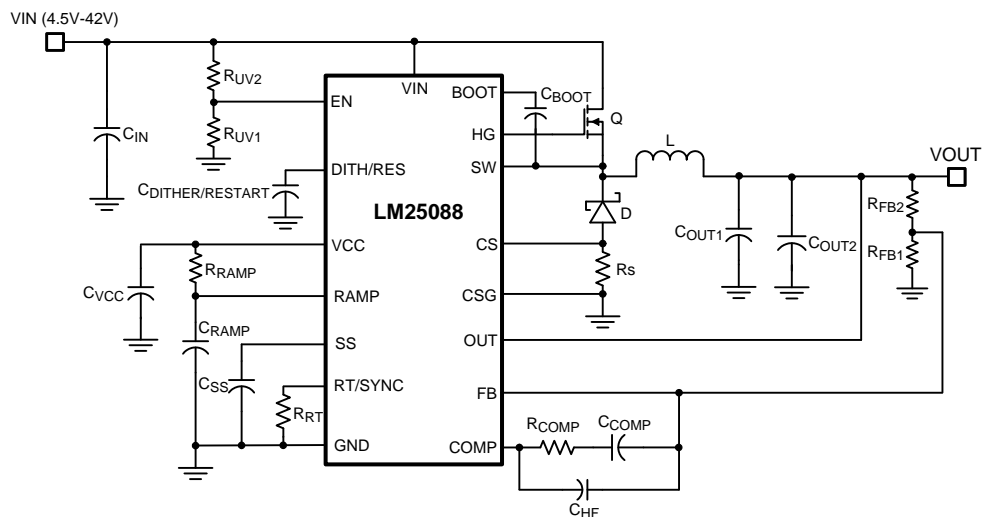 VIN (4.5V-42V)
RUV2
RUV1
CIN
CDITHER/RESTART
CVCC
RRAMP
CRAMP
CSS
RRT
LM25088
VIN
EN
DITH/RES
VCC
RAMP
SS
RT/SYNC
GND
BOOT
HG
SW
CS
CSG
OUT
FB
COMP
CBOOT
Q
L
D
Rs
VOUT
COUT1
COUT2
RFB2
RFB1
RCOMP
CCOMP
CHF